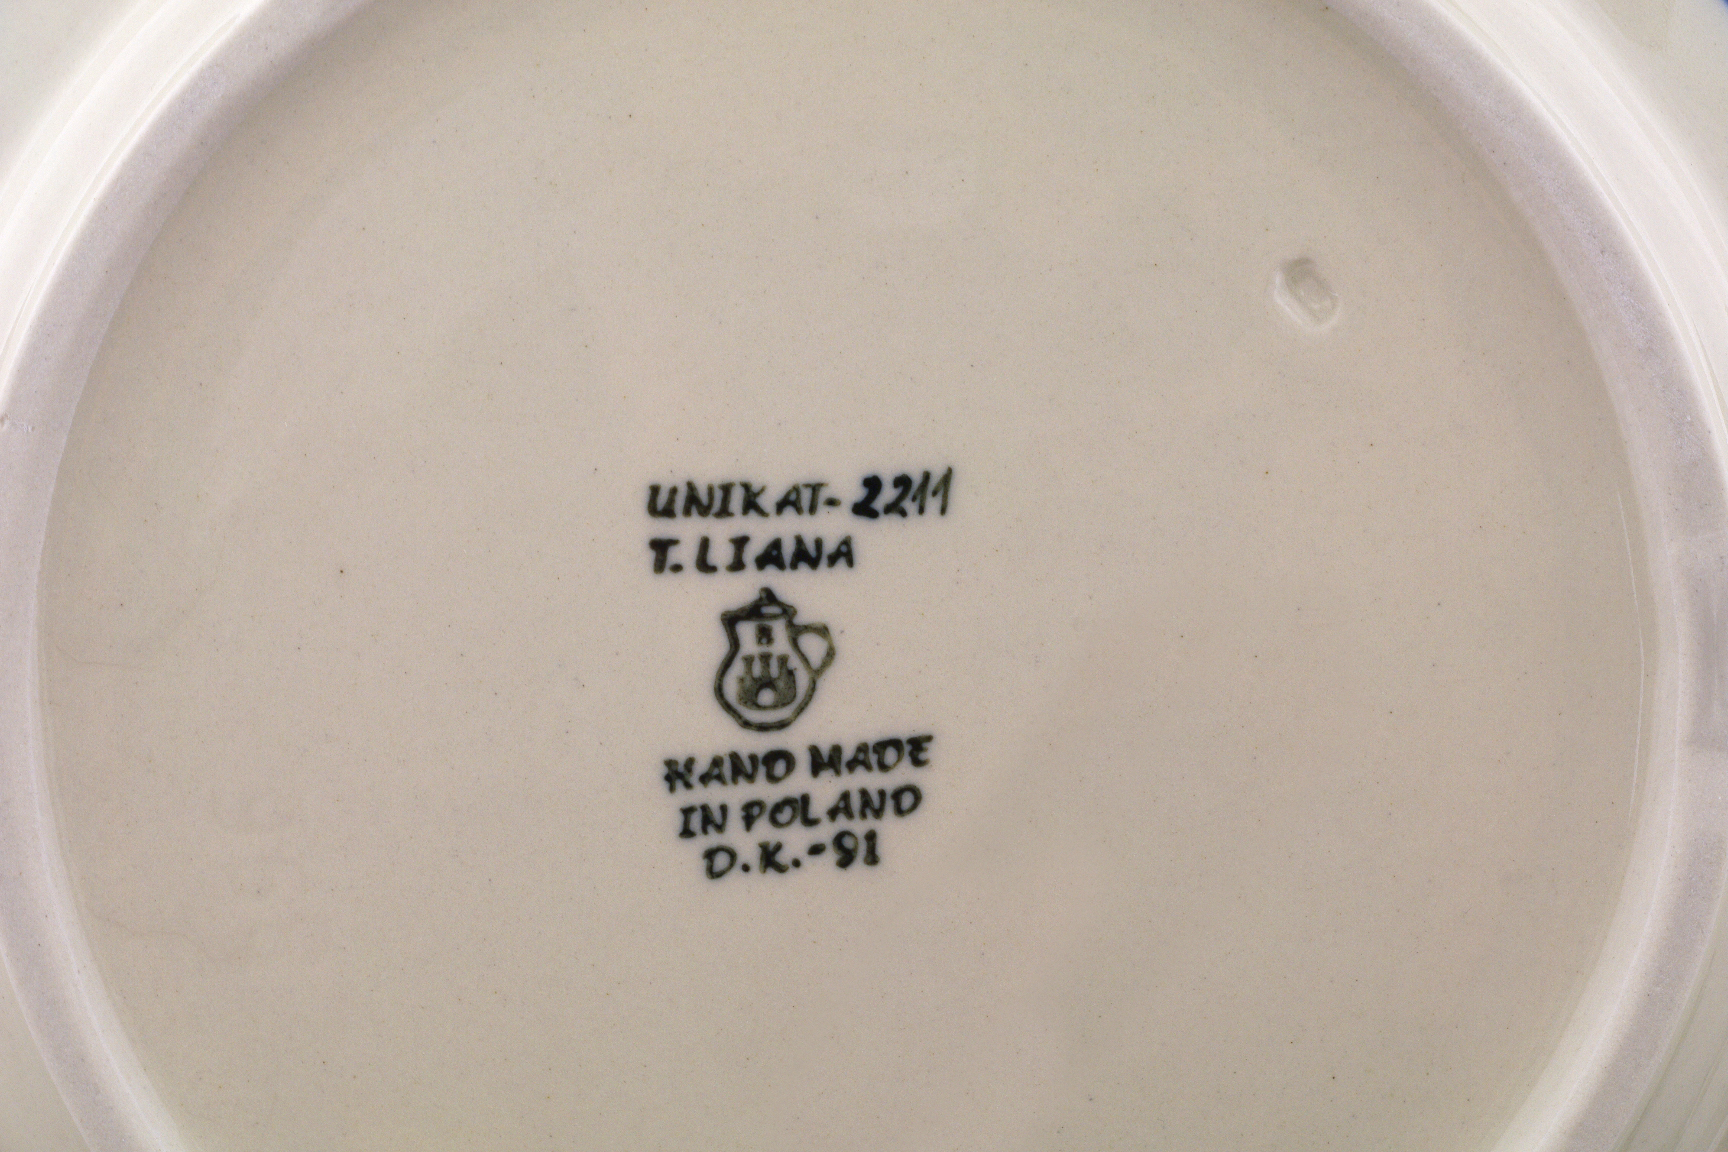 UNIKAT-2211
T. LIANA
B
HAND MADE
IN POLAND
D.K.-91